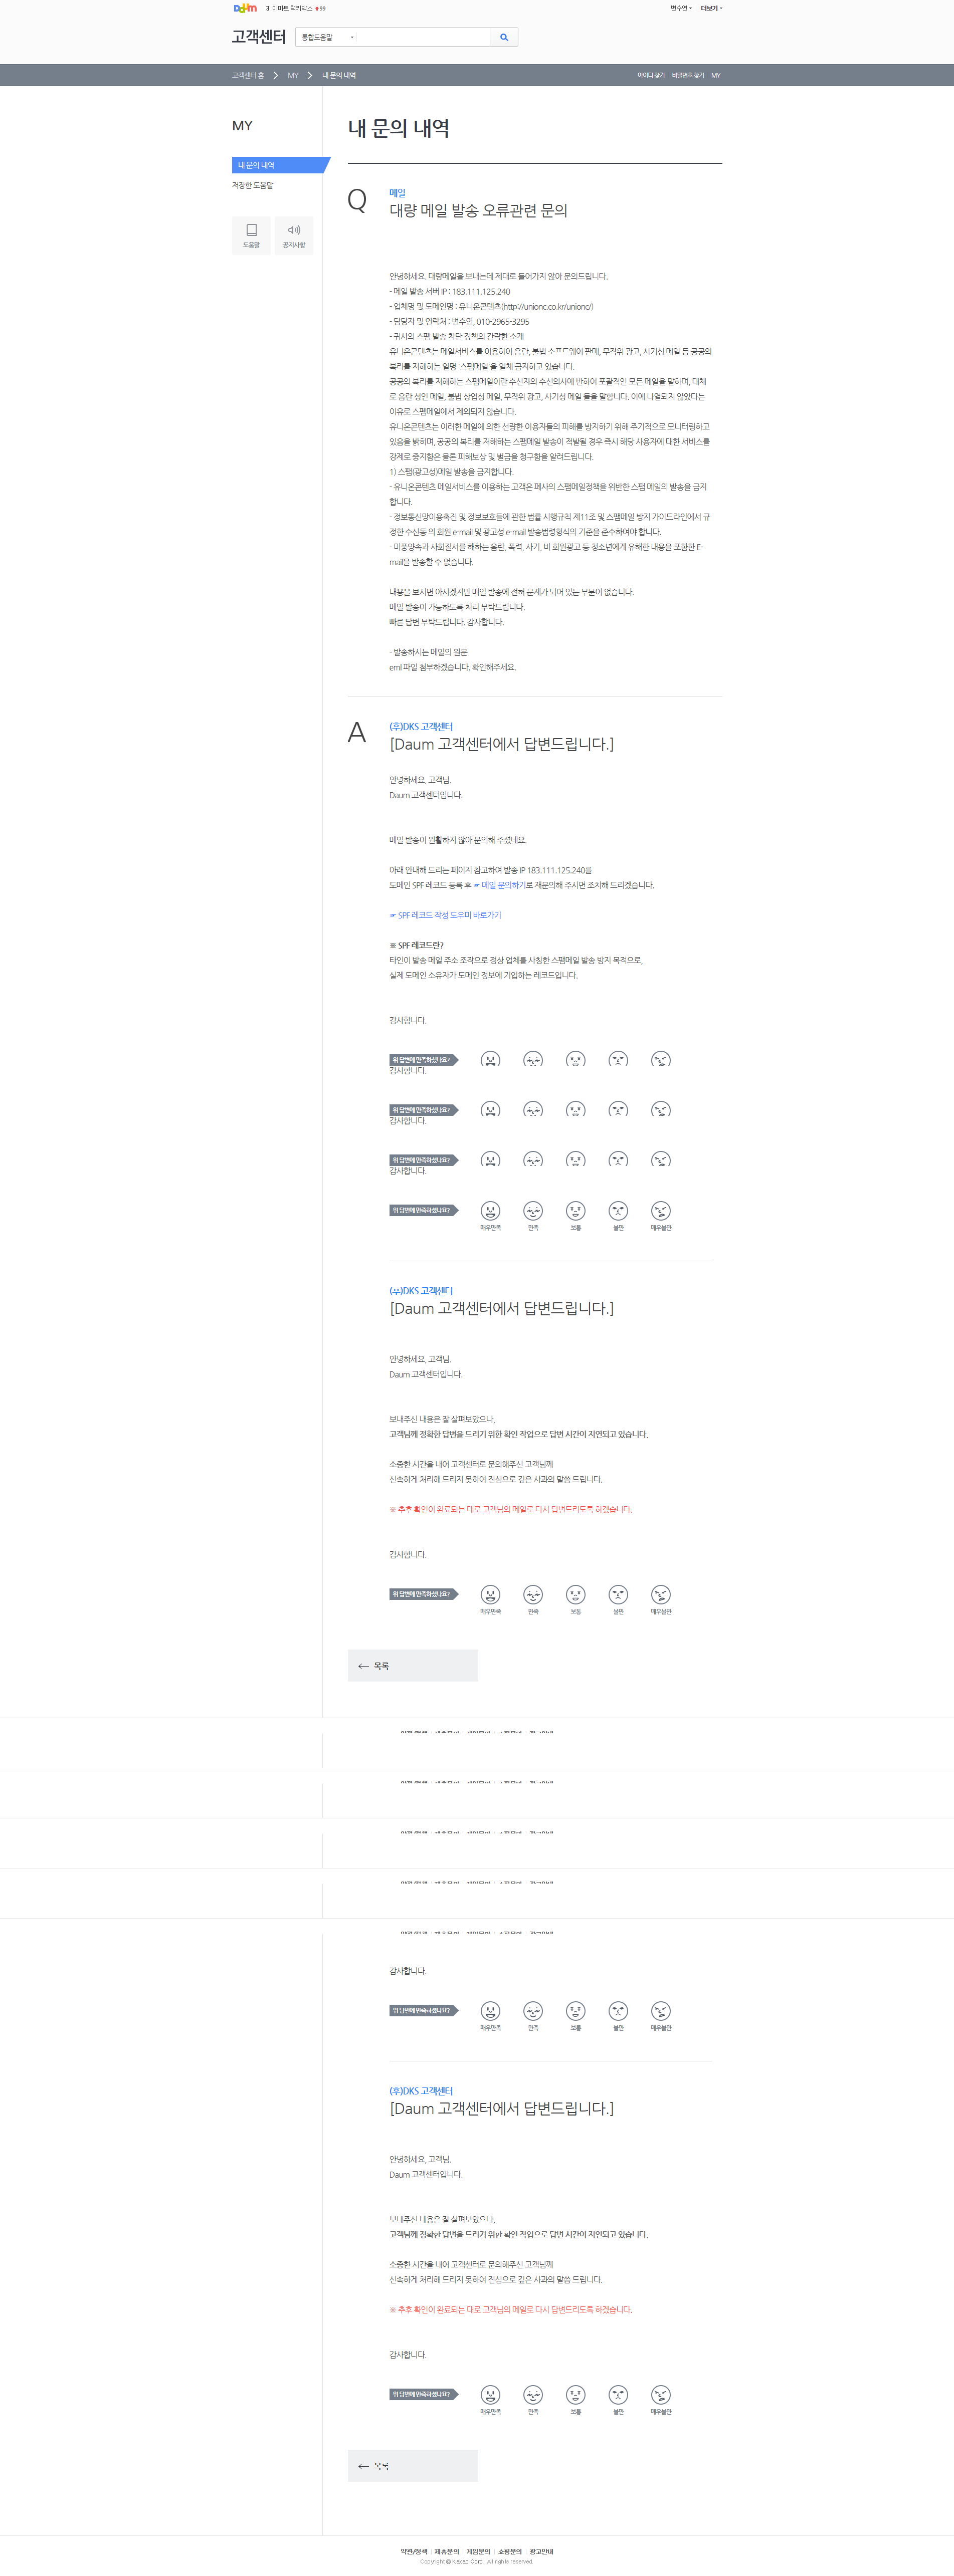 Daum 3 이마트 럭키박스 99
변수연 더보기
고객센터 통합도움말
고객센터 홈 MY 내 문의 내역
아이디 찾기 비밀번호 찾기 MY
MY
내 문의 내역
저장한 도움말
도움말 공지사항
내 문의 내역
Q
메일
대량 메일 발송 오류관련 문의
안녕하세요. 대량메일을 보내는데 제대로 들어가지 않아 문의드립니다.
- 메일 발송 서버 IP : 183.111.125.240
- 업체명 및 도메인명 : 유니온콘텐츠(http://unionc.co.kr/unionc/)
- 담당자 및 연락처 : 변수연, 010-2965-3295
- 귀사의 스팸 발송 차단 정책의 간략한 소개
유니온콘텐츠는 메일서비스를 이용하여 음란, 불법 소프트웨어 판매, 무작위 광고, 사기성 메일 등 공공의
복리를 저해하는 일명 '스팸메일'을 일체 금지하고 있습니다.
공공의 복리를 저해하는 스팸메일이란 수신자의 수신의사에 반하여 포괄적인 모든 메일을 말하며, 대체
로 음란 성인 메일, 불법 상업성 메일, 무작위 광고, 사기성 메일 들을 말합니다. 이에 나열되지 않았다는
이유로 스팸메일에서 제외되지 않습니다.
유니온콘텐츠는 이러한 메일에 의한 선량한 이용자들의 피해를 방지하기 위해 주기적으로 모니터링하고
있음을 밝히며, 공공의 복리를 저해하는 스팸메일 발송이 적발될 경우 즉시 해당 사용자에 대한 서비스를
강제로 중지함은 물론 피해보상 및 벌금을 청구함을 알려드립니다.
1) 스팸(광고성)메일 발송을 금지합니다.
- 유니온콘텐츠 메일서비스를 이용하는 고객은 폐사의 스팸메일정책을 위반한 스팸 메일의 발송을 금지
합니다.
- 정보통신망이용촉진 및 정보보호들에 관한 법률 시행규칙 제11조 및 스팸메일 방지 가이드라인에서 규
정한 수신동 의 회원 e-mail 및 광고성 e-mail 발송법령형식의 기준을 준수하여야 합니다.
- 미풍양속과 사회질서를 해하는 음란, 폭력, 사기, 비 회원광고 등 청소년에게 유해한 내용을 포함한 E-
mail을 발송할 수 없습니다.
내용을 보시면 아시겠지만 메일 발송에 전혀 문제가 되어 있는 부분이 없습니다.
메일 발송이 가능하도록 처리 부탁드립니다.
빠른 답변 부탁드립니다. 감사합니다.
- 발송하시는 메일의 원문
eml 파일 첨부하겠습니다. 확인해주세요.
A
(후)DKS 고객센터
[Daum 고객센터에서 답변드립니다.]
안녕하세요, 고객님.
Daum 고객센터입니다.
메일 발송이 원활하지 않아 문의해 주셨네요.
아래 안내해 드리는 페이지 참고하여 발송 IP 183.111.125.240를
도메인 SPF 레코드 등록 후 ☞ 메일 문의하기로 재문의해 주시면 조치해 드리겠습니다.
☞ SPF 레코드 작성 도우미 바로가기
※ SPF 레코드란?
타인이 발송 메일 주소 조작으로 정상 업체를 사칭한 스팸메일 발송 방지 목적으로,
실제 도메인 소유자가 도메인 정보에 기입하는 레코드입니다.
감사합니다.
위 답변에 만족하셨나요?
감사합니다.
위 답변에 만족하셨나요?
감사합니다.
위 답변에 만족하셨나요?
감사합니다.
위 답변에 만족하셨나요?
매우만족 만족 보통 불만 매우불만
(후)DKS 고객센터
[Daum 고객센터에서 답변드립니다.]
안녕하세요, 고객님.
Daum 고객센터입니다.
보내주신 내용은 잘 살펴보았으나,
고객님께 정확한 답변을 드리기 위한 확인 작업으로 답변 시간이 지연되고 있습니다.
소중한 시간을 내어 고객센터로 문의해주신 고객님께
신속하게 처리해 드리지 못하여 진심으로 깊은 사과의 말씀 드립니다.
※ 추후 확인이 완료되는 대로 고객님의 메일로 다시 답변드리도록 하겠습니다.
감사합니다.
위 답변에 만족하셨나요?
매우만족 만족 보통 불만 매우불만
← 목록
감사합니다.
위 답변에 만족하셨나요?
매우만족 만족 보통 불만 매우불만
(후)DKS 고객센터
[Daum 고객센터에서 답변드립니다.]
안녕하세요, 고객님.
Daum 고객센터입니다.
보내주신 내용은 잘 살펴보았으나,
고객님께 정확한 답변을 드리기 위한 확인 작업으로 답변 시간이 지연되고 있습니다.
소중한 시간을 내어 고객센터로 문의해주신 고객님께
신속하게 처리해 드리지 못하여 진심으로 깊은 사과의 말씀 드립니다.
※ 추후 확인이 완료되는 대로 고객님의 메일로 다시 답변드리도록 하겠습니다.
감사합니다.
위 답변에 만족하셨나요?
매우만족 만족 보통 불만 매우불만
← 목록
약관/정책 제휴문의 게임문의 쇼핑문의 광고안내
Copyright © Kakao Corp. All rights reserved.